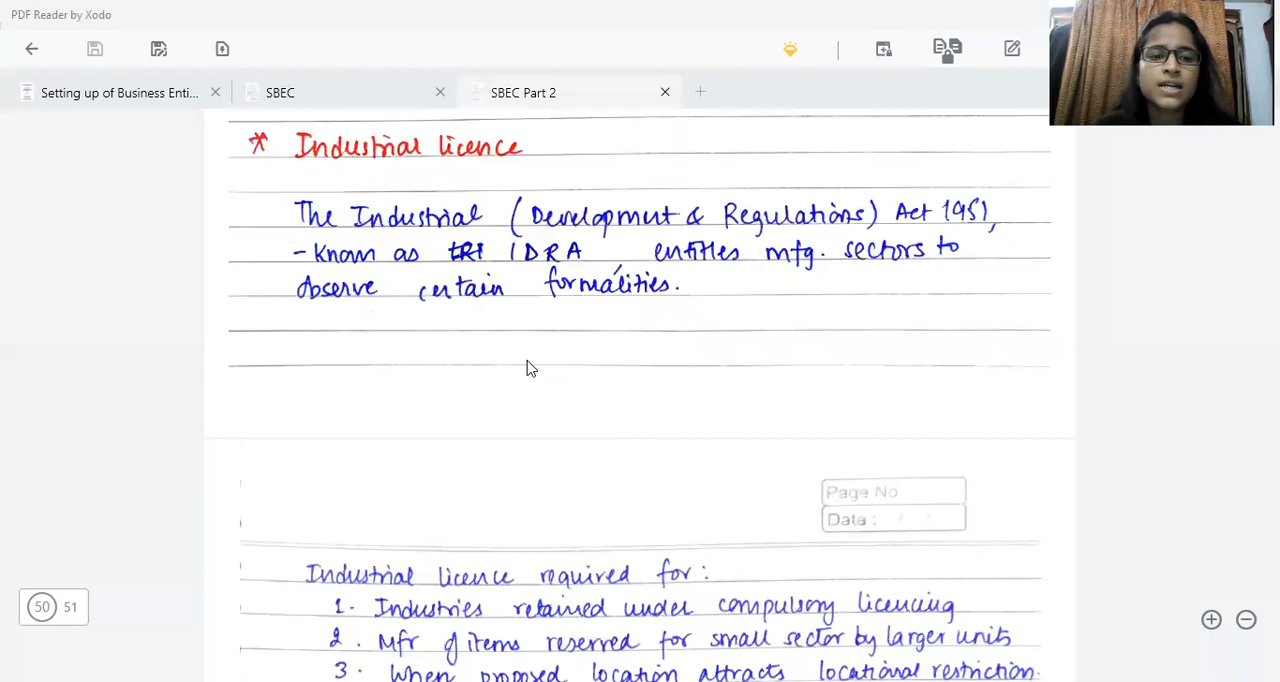 PDF Reader by Xodo
Setting up of Business Enti...
SBEC
SBEC Part 2
* Industrial licence
The Industrial (Development & Regulations) Act 1951,
- Known as IDRA, entitles mfg. sectors to
observe certain formalities.
Page No
Date : / /
Industrial licence required for :
1. Industries retained under compulsory licencing
2. Mfr of items reserved for small sector by larger units
3. When proposed location attracts locational restriction.
50 51